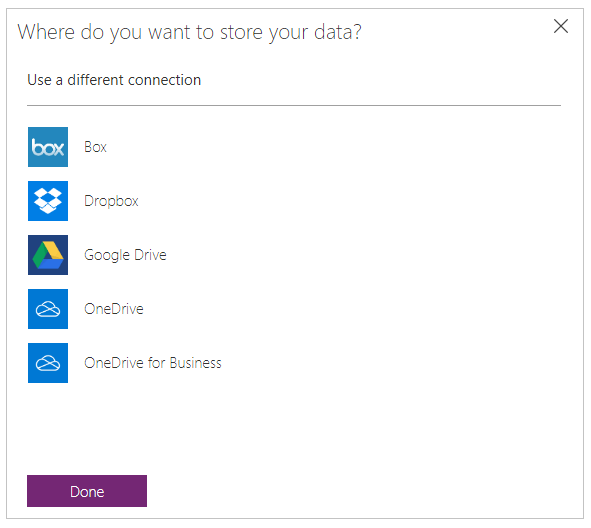 Where do you want to store your data?
Use a different connection
box Box
Dropbox
Google Drive
OneDrive
OneDrive for Business
Done